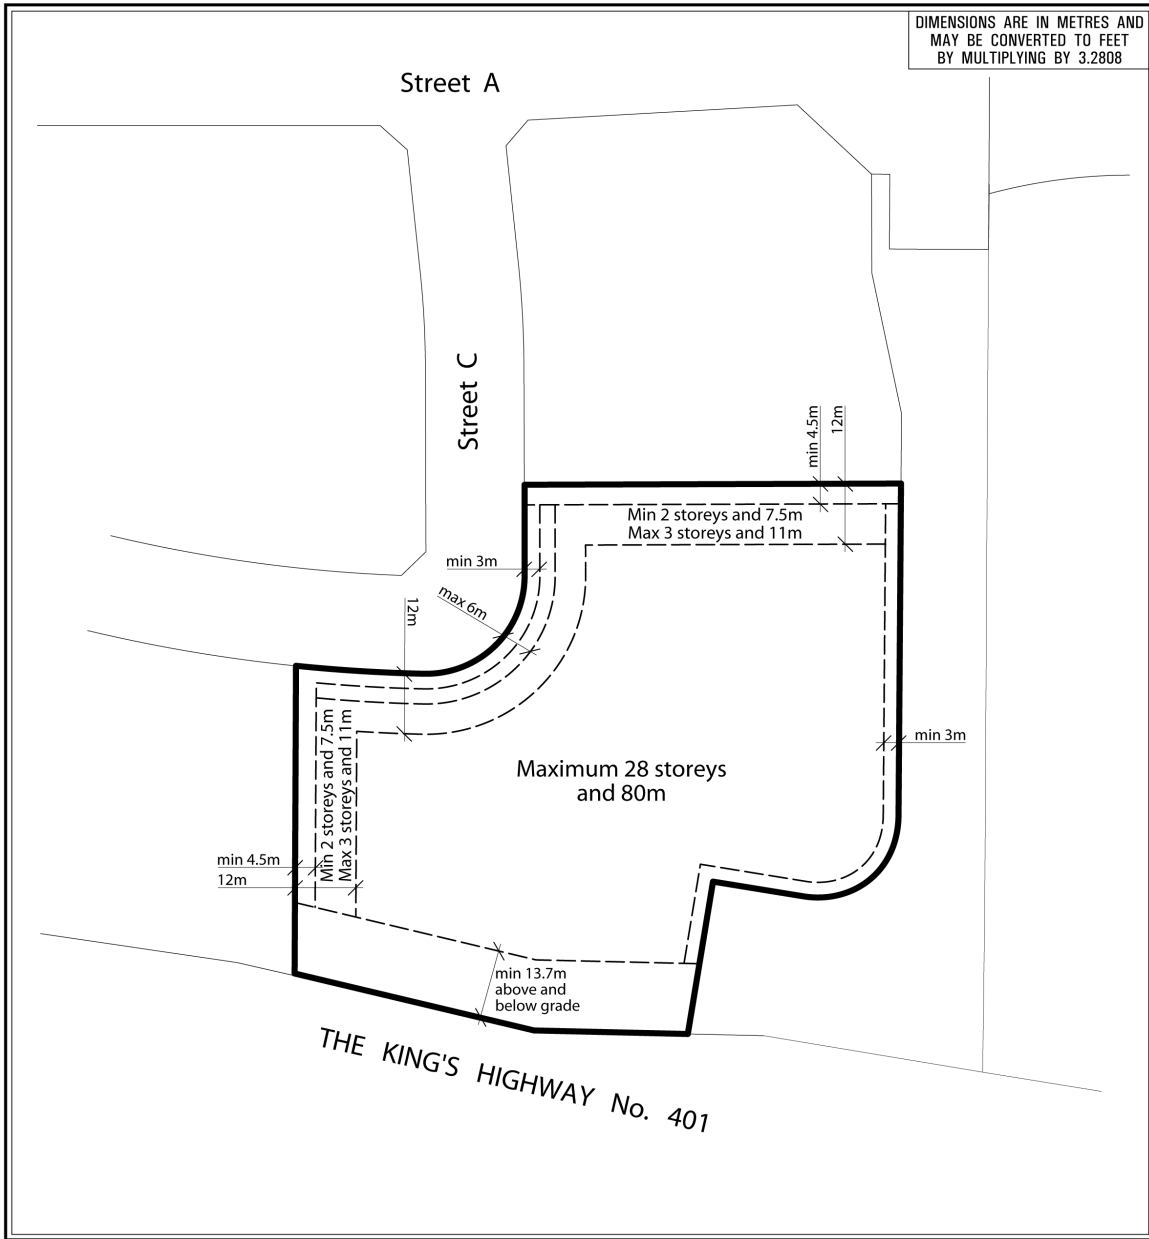 DIMENSIONS ARE IN METRES AND
MAY BE CONVERTED TO FEET
BY MULTIPLYING BY 3.2808
Street A
Street C
min 4.5m
12m
Min 2 storeys and 7.5m
Max 3 storeys and 11m
min 3m
max 6m
12m
Min 2 storeys and 7.5m
Max 3 storeys and 11m
min 3m
Maximum 28 storeys
and 80m
min 4.5m
12m
min 13.7m
above and
below grade
THE KING'S HIGHWAY No. 401